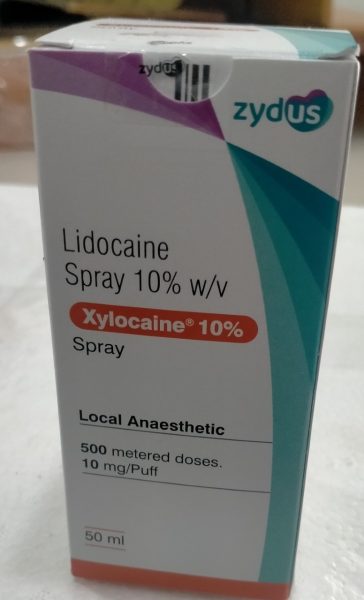 zydus
zydus
Lidocaine
Spray 10% w/v
Xylocaine® 10%
Spray
Local Anaesthetic
500 metered doses.
10 mg/Puff
50 ml